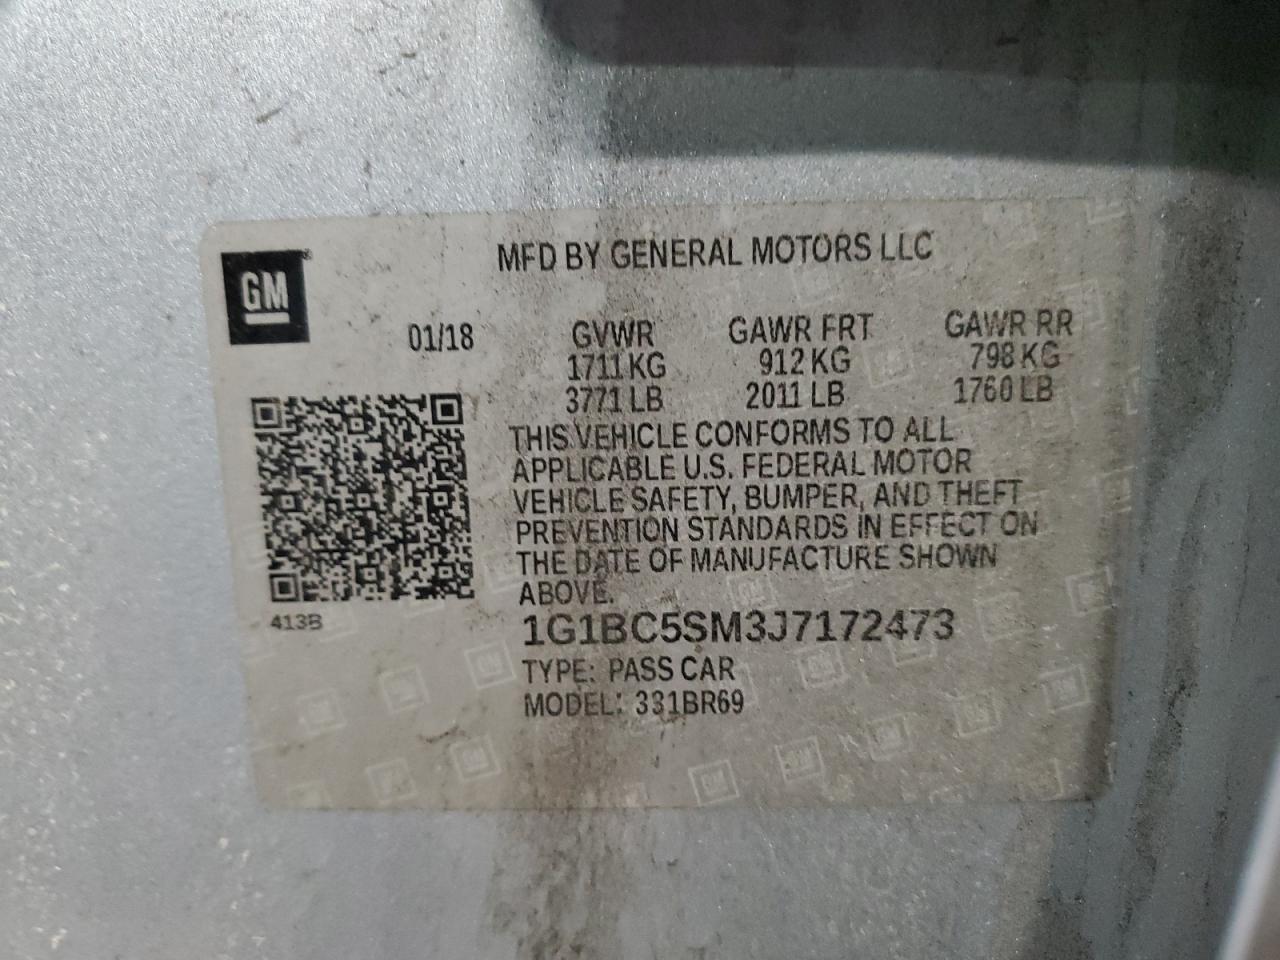 GM
MFD BY GENERAL MOTORS LLC
01/18 GVWR GAWR FRT GAWR RR
1711 KG 912 KG 798 KG
3771 LB 2011 LB 1760 LB
THIS VEHICLE CONFORMS TO ALL
APPLICABLE U.S. FEDERAL MOTOR
VEHICLE SAFETY, BUMPER, AND THEFT
PREVENTION STANDARDS IN EFFECT ON
THE DATE OF MANUFACTURE SHOWN
ABOVE.
413B
1G1BC5SM3J7172473
TYPE: PASS CAR
MODEL: 331BR69